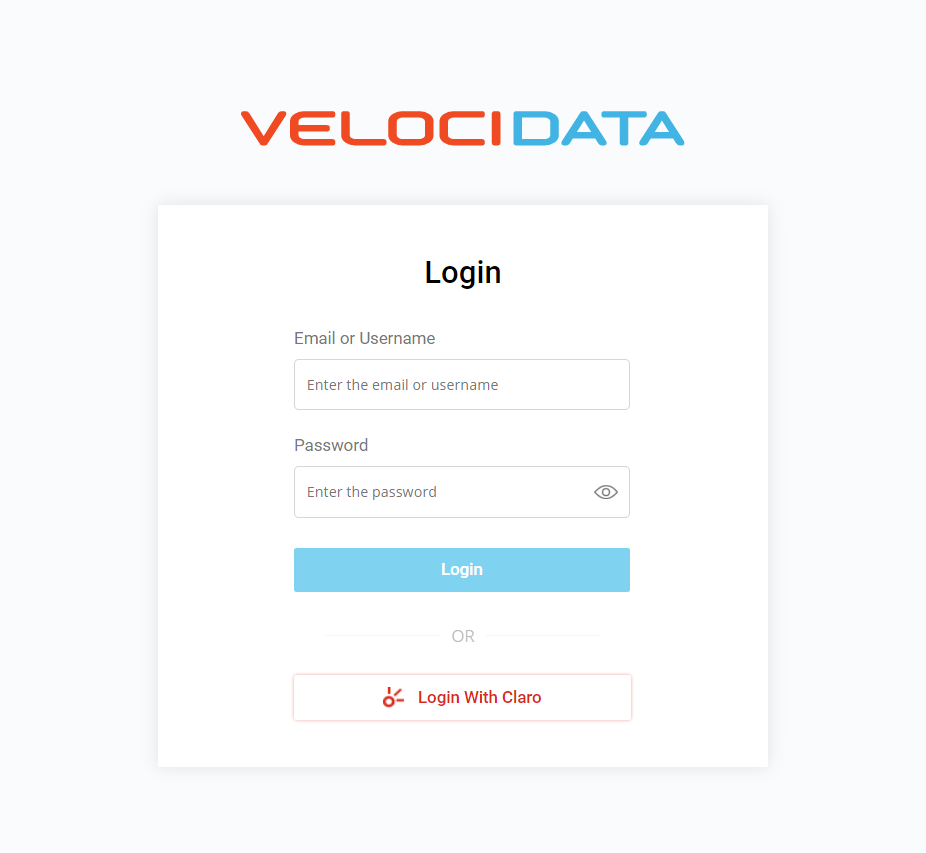 VELOCIDATA
Login
Email or Username
Enter the email or username
Password
Enter the password
Login
OR
Login With Claro